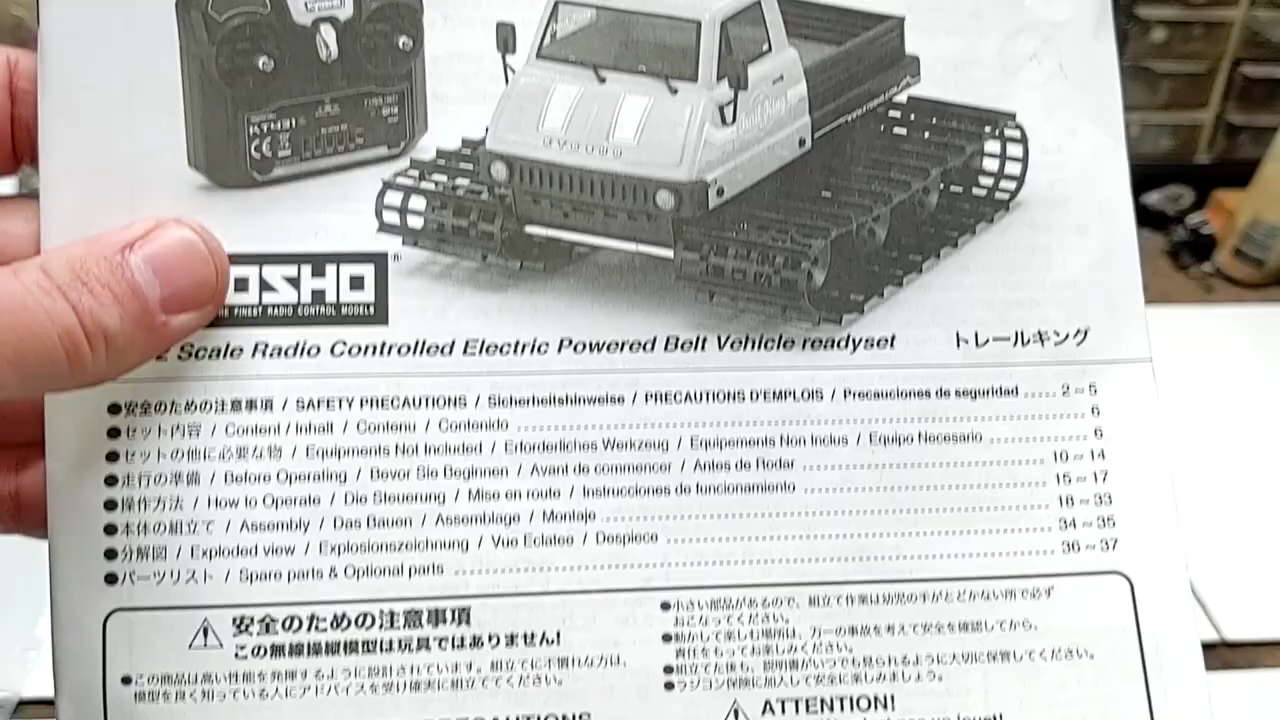 KT431S
CE
KYOSHO
OSHO ®
THE FINEST RADIO CONTROL MODELS
Scale Radio Controlled Electric Powered Belt Vehicle readyset トレールキング
●安全のための注意事項 / SAFETY PRECAUTIONS / Sicherheitshinweise / PRECAUTIONS D'EMPLOIS / Precauciones de seguridad ..... 2～5
●セット内容 / Content / Inhalt / Contenu / Contenido ..... 6
●セットの他に必要な物 / Equipments Not Included / Erforderliches Werkzeug / Equipements Non Inclus / Equipo Necesario ..... 6
●走行の準備 / Before Operating / Bevor Sie Beginnen / Avant de commencer / Antes de Rodar ..... 10～14
●操作方法 / How to Operate / Die Steuerung / Mise en route / Instrucciones de funcionamiento ..... 15～17
●本体の組立て / Assembly / Das Bauen / Assemblage / Montaje ..... 18～33
●分解図 / Exploded view / Explosionszeichnung / Vue Eclatee / Despiece ..... 34～35
●パーツリスト / Spare parts & Optional parts ..... 36～37
安全のための注意事項
この無線操縦模型は玩具ではありません!
●この商品は高い性能を発揮するように設計されています。組立てに不慣れな方は、
模型を良く知っている人にアドバイスを受け確実に組立ててください。
●小さい部品があるので、組立て作業は幼児の手がとどかない所で必ず
おこなってください。
●動かして楽しむ場所は、万一の事故を考えて安全を確認してから、
責任をもってお楽しみください。
●組立てた後も、説明書がいつでも見られるように大切に保管してください。
●ラジコン保険に加入して安全に楽しみましょう。
ATTENTION!